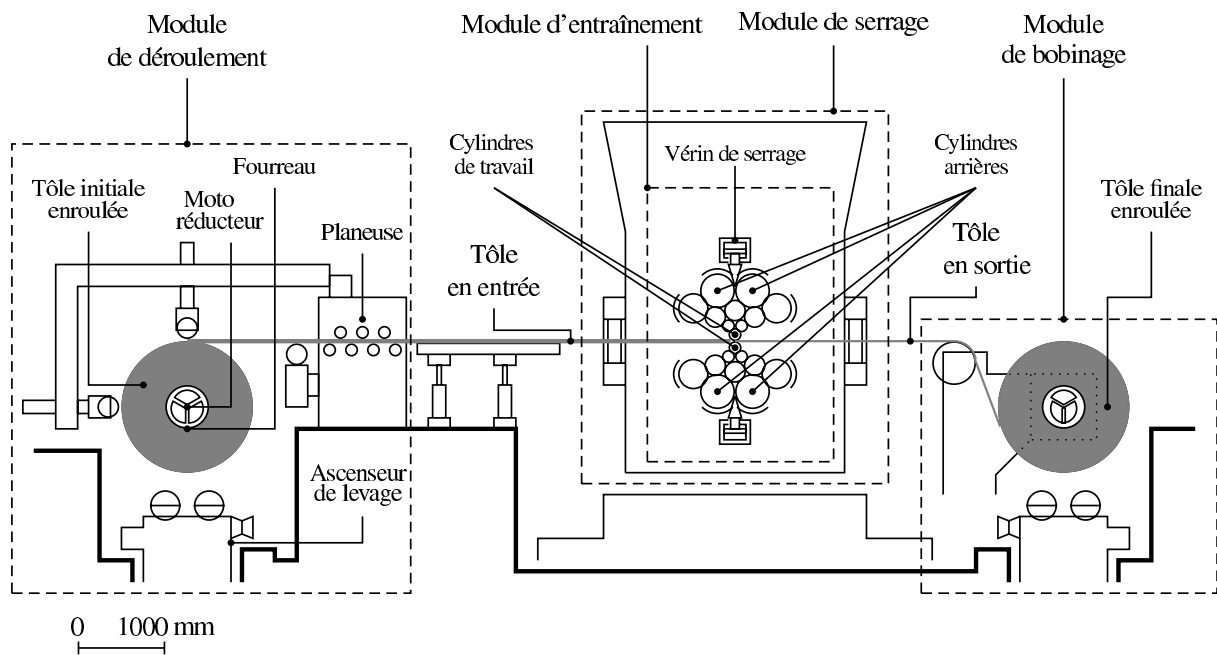 Module
de déroulement
Module d'entraînement
Module de serrage
Module
de bobinage
Tôle initiale
enroulée
Moto
réducteur
Fourreau
Planeuse
Tôle
en entrée
Cylindres
de travail
Vérin de serrage
Cylindres
arrières
Tôle
en sortie
Tôle finale
enroulée
Ascenseur
de levage
0 1000 mm